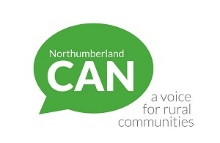 Northumberland
CAN
a voice
for rural
communities